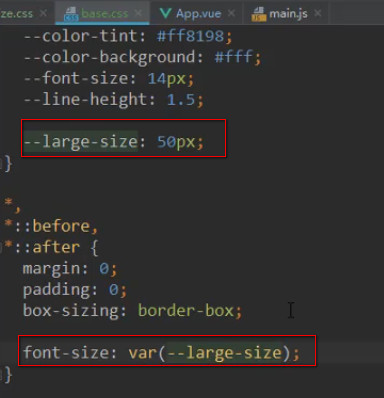 ze.css × base.css × App.vue × main.js ×
--color-tint: #ff8198;
--color-background: #fff;
--font-size: 14px;
--line-height: 1.5;
--large-size: 50px;
}
*,
*::before,
*::after {
margin: 0;
padding: 0;
box-sizing: border-box;
font-size: var(--large-size);
}